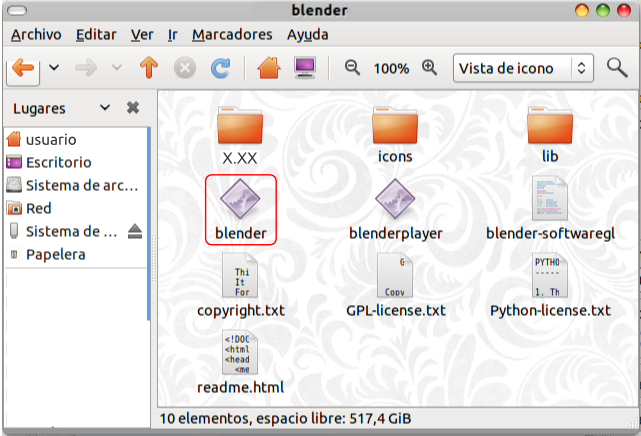 blender
Archivo Editar Ver Ir Marcadores Ayuda
100% Vista de icono
Lugares
usuario
Escritorio
Sistema de arc...
Red
Sistema de ...
Papelera
X.XX icons lib
blender blenderplayer blender-softwaregl
Thi
It
For
G
Copy
PYTHO
-----
1. Th
copyright.txt GPL-license.txt Python-license.txt
<!DOC
<html
<head
<me
readme.html
10 elementos, espacio libre: 517,4 GiB